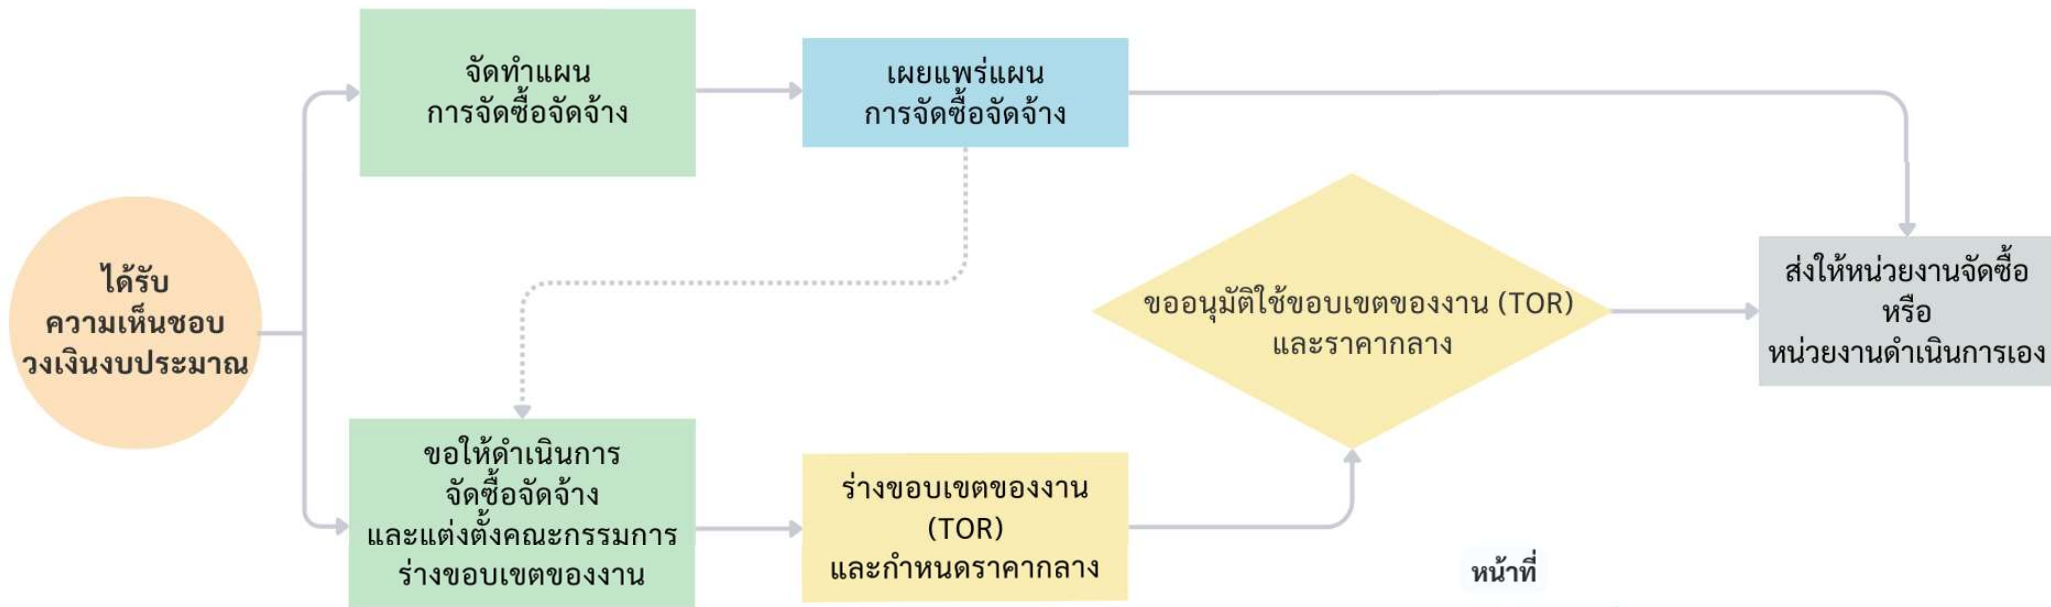 จัดทำแผน
การจัดซื้อจัดจ้าง
เผยแพร่แผน
การจัดซื้อจัดจ้าง
ได้รับ
ความเห็นชอบ
วงเงินงบประมาณ
ขออนุมัติใช้ขอบเขตของงาน (TOR)
และราคากลาง
ส่งให้หน่วยงานจัดซื้อ
หรือ
หน่วยงานดำเนินการเอง
ขอให้ดำเนินการ
จัดซื้อจัดจ้าง
และแต่งตั้งคณะกรรมการ
ร่างขอบเขตของงาน
ร่างขอบเขตของงาน
(TOR)
และกำหนดราคากลาง
หน้าที่